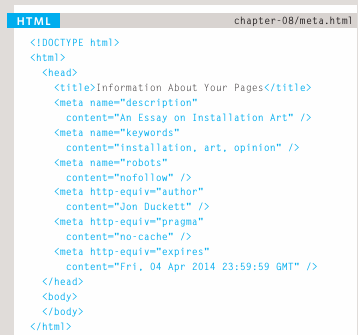 HTML
chapter-08/meta.html
<!DOCTYPE html>
<html>
<head>
<title>Information About Your Pages</title>
<meta name="description"
content="An Essay on Installation Art" />
<meta name="keywords"
content="installation, art, opinion" />
<meta name="robots"
content="nofollow" />
<meta http-equiv="author"
content="Jon Duckett" />
<meta http-equiv="pragma"
content="no-cache" />
<meta http-equiv="expires"
content="Fri, 04 Apr 2014 23:59:59 GMT" />
</head>
<body>
</body>
</html>